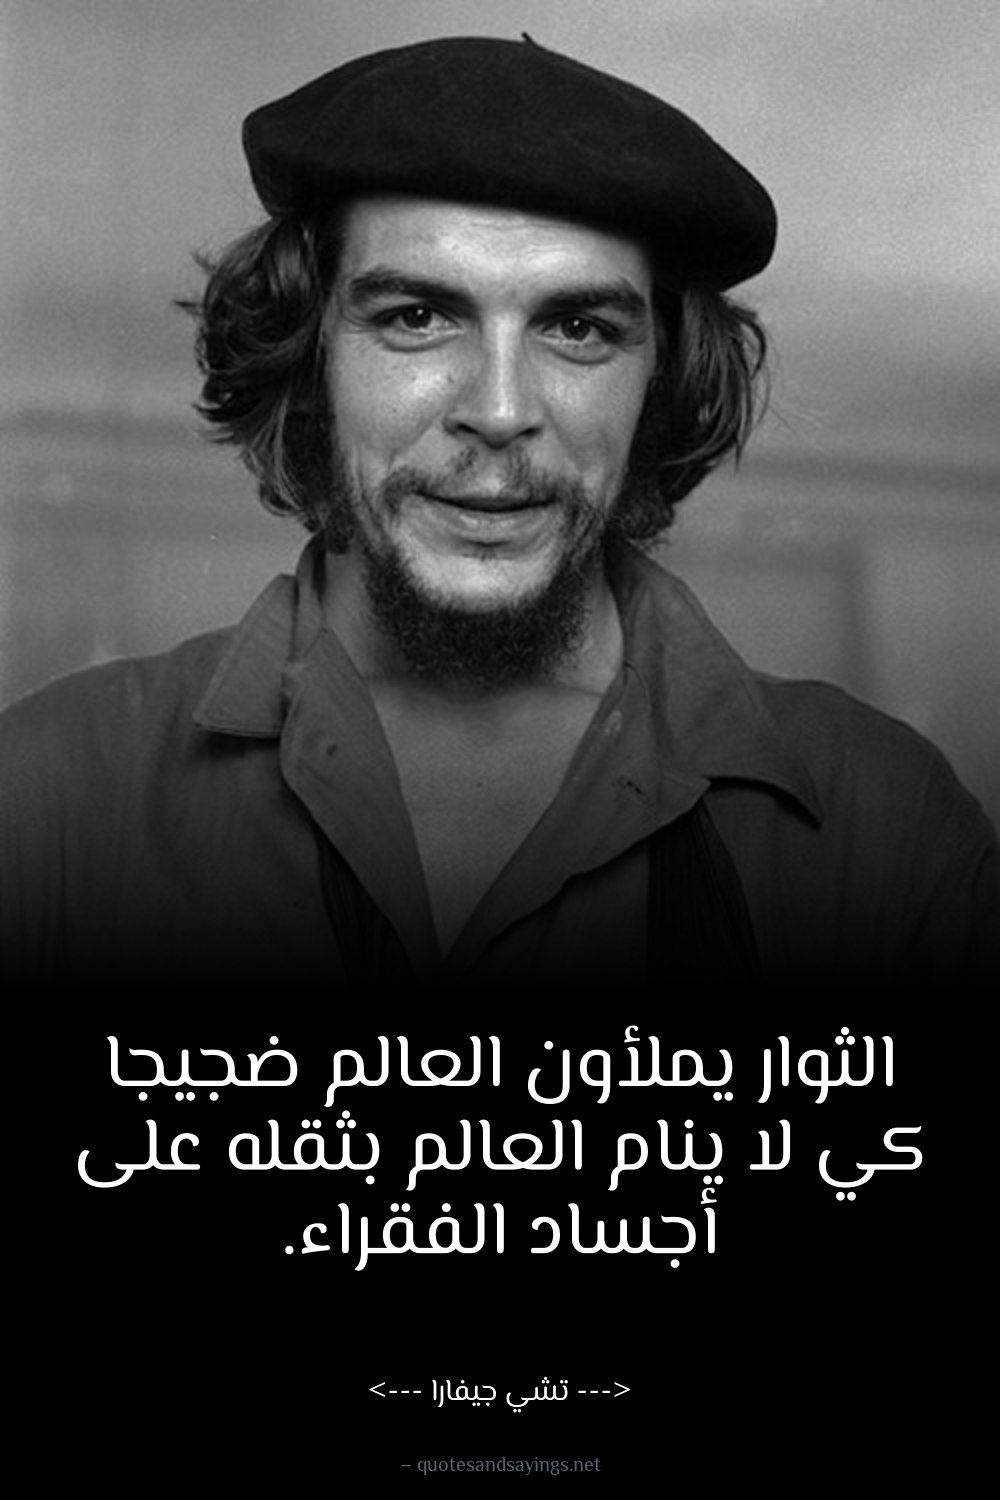 الثوار يملأون العالم ضجيجا
كي لا ينام العالم بثقله على
أجساد الفقراء.
<--- تشي جيفارا --->
– quotesandsayings.net